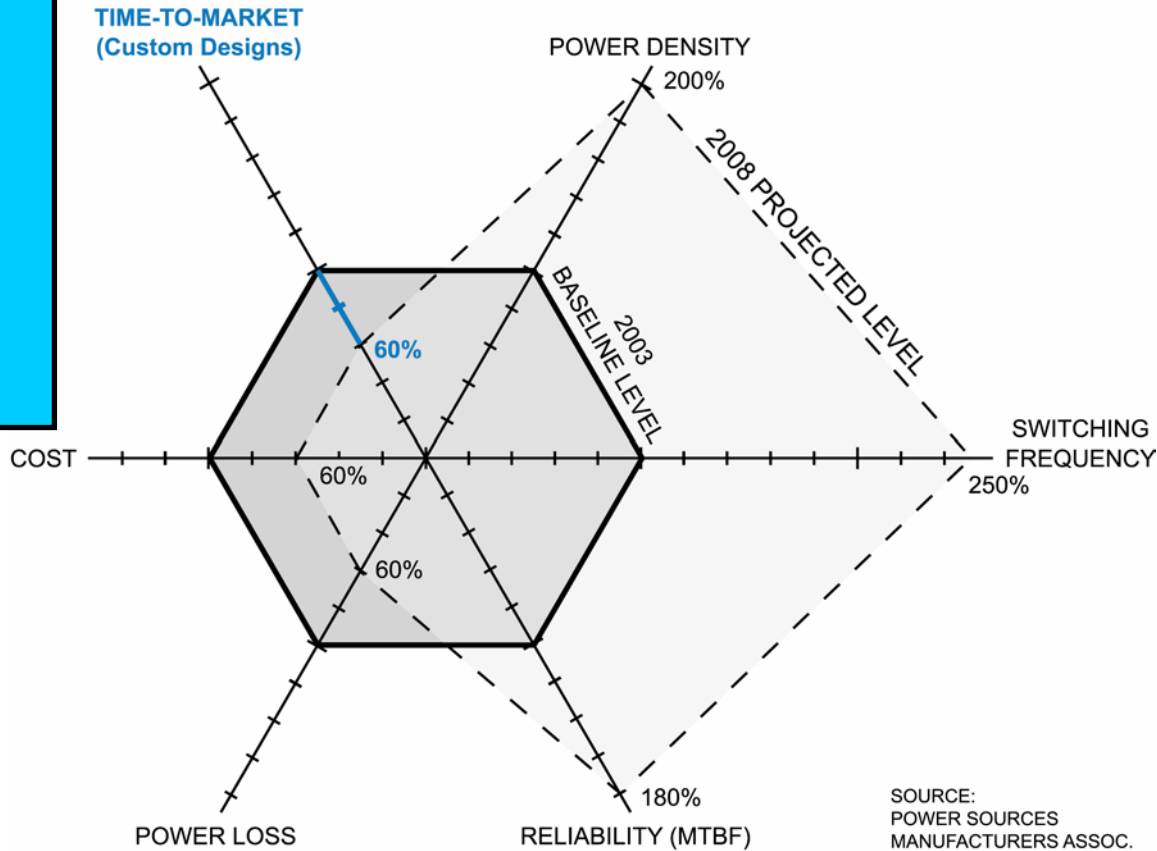 TIME-TO-MARKET
(Custom Designs)
POWER DENSITY
200%
2008 PROJECTED LEVEL
2003
BASELINE LEVEL
60%
COST
60%
SWITCHING
FREQUENCY
250%
60%
180%
POWER LOSS
RELIABILITY (MTBF)
SOURCE:
POWER SOURCES
MANUFACTURERS ASSOC.